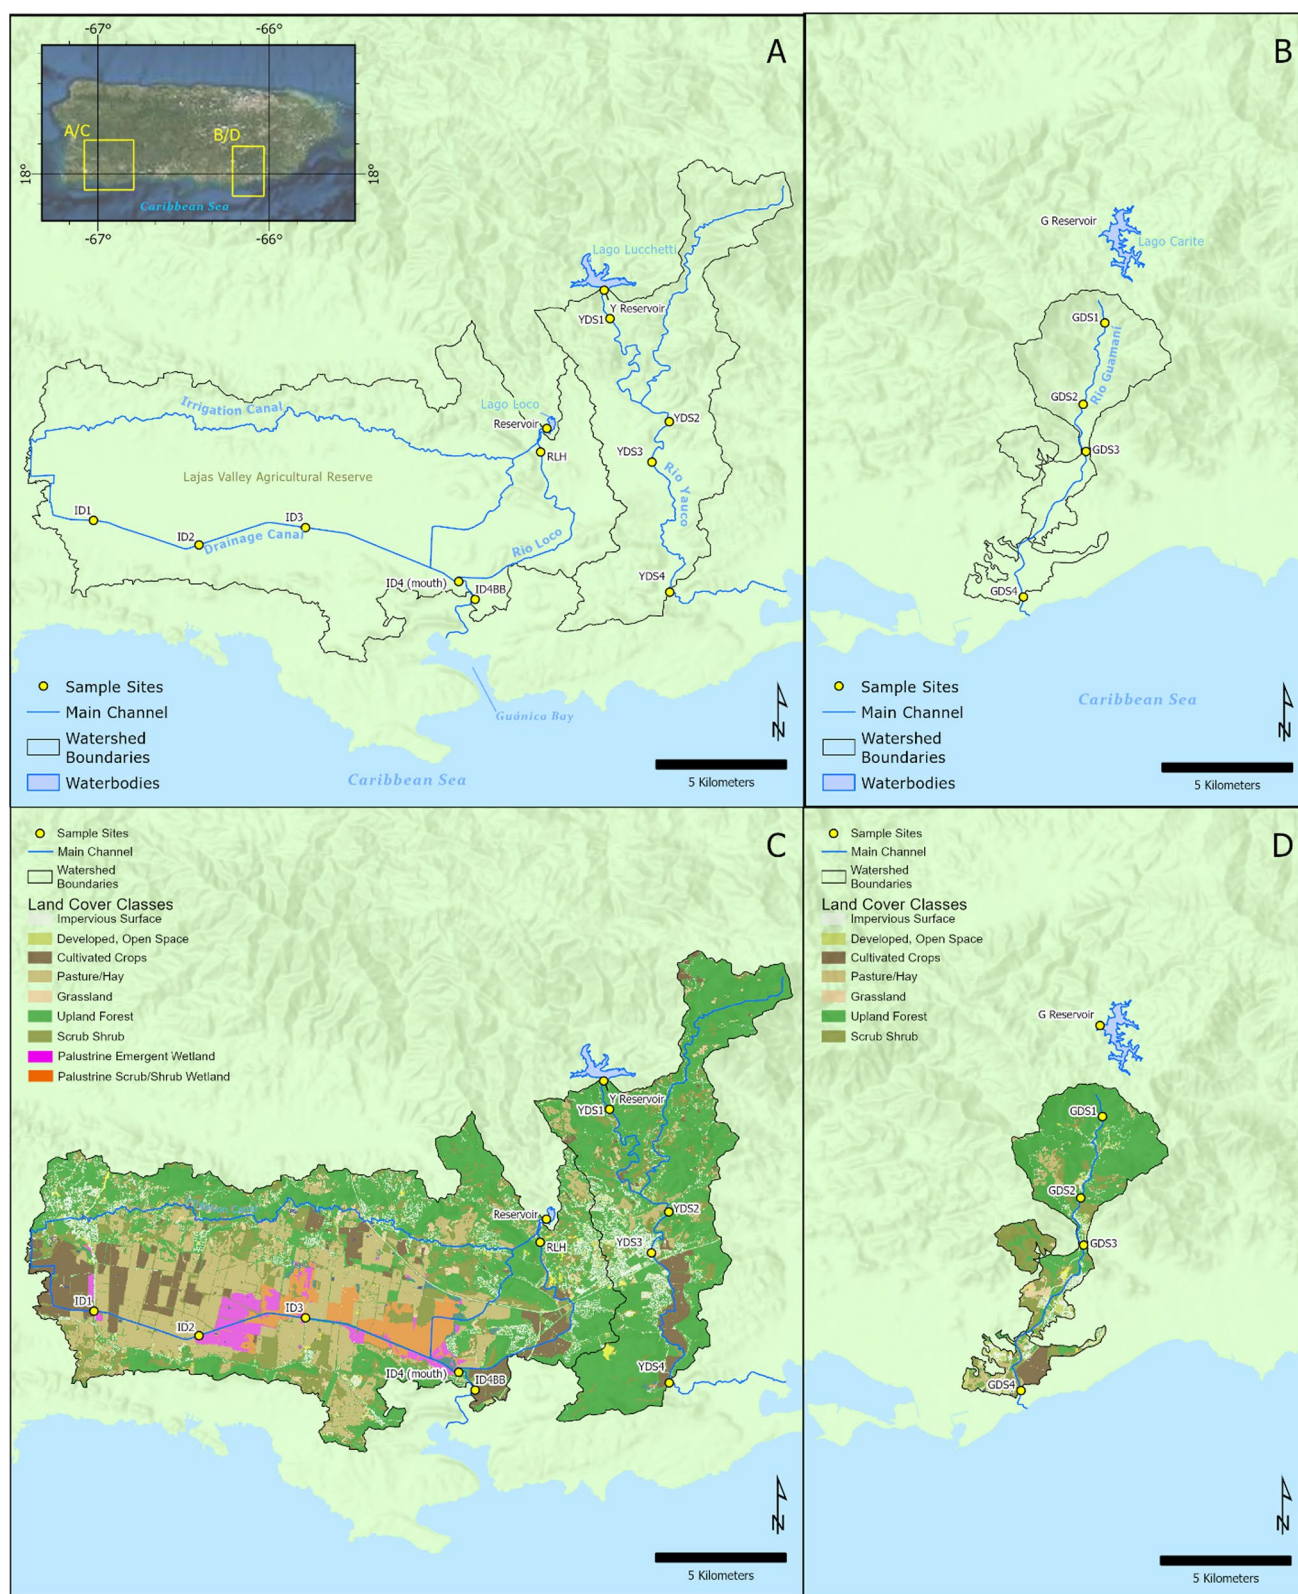 -67°
-66°
A
B
A/C
B/D
18°
18°
Caribbean Sea
-67°
-66°
Lago Lucchetti
Y Reservoir
YDS1
Irrigation Canal
Lago Loco
Reservoir
RLH
YDS2
YDS3
Rio Yauco
Lajas Valley Agricultural Reserve
ID1
ID2
ID3
Drainage Canal
Rio Loco
ID4 (mouth)
ID4BB
YDS4
Guánica Bay
Caribbean Sea
Sample Sites
Main Channel
Watershed
Boundaries
Waterbodies
N
5 Kilometers
G Reservoir
Lago Carite
GDS1
Rio Guamani
GDS2
GDS3
GDS4
Caribbean Sea
Sample Sites
Main Channel
Watershed
Boundaries
Waterbodies
N
5 Kilometers
C
Sample Sites
Main Channel
Watershed
Boundaries
Land Cover Classes
Impervious Surface
Developed, Open Space
Cultivated Crops
Pasture/Hay
Grassland
Upland Forest
Scrub Shrub
Palustrine Emergent Wetland
Palustrine Scrub/Shrub Wetland
Y Reservoir
YDS1
Irrigation Canal
Reservoir
RLH
YDS2
YDS3
ID1
ID2
ID3
ID4 (mouth)
ID4BB
YDS4
N
5 Kilometers
D
Sample Sites
Main Channel
Watershed
Boundaries
Land Cover Classes
Impervious Surface
Developed, Open Space
Cultivated Crops
Pasture/Hay
Grassland
Upland Forest
Scrub Shrub
G Reservoir
GDS1
GDS2
GDS3
GDS4
N
5 Kilometers